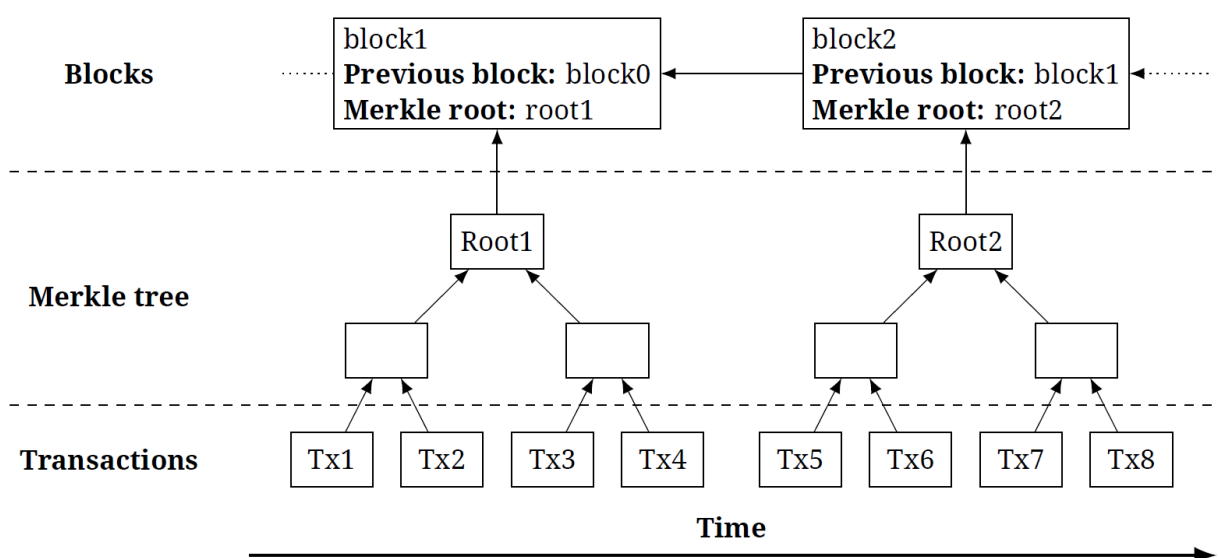 Blocks
block1
Previous block: block0
Merkle root: root1
block2
Previous block: block1
Merkle root: root2
Merkle tree
Root1
Root2
Transactions
Tx1
Tx2
Tx3
Tx4
Tx5
Tx6
Tx7
Tx8
Time